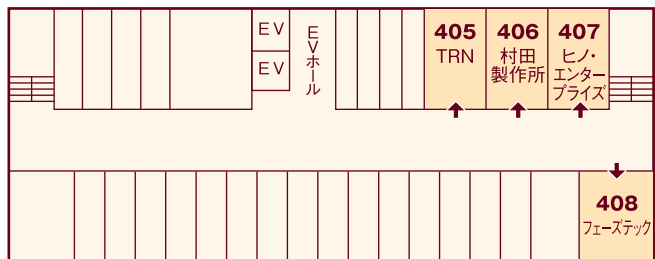 EV
EV
EVホール
405
TRN
406
村田
製作所
407
ヒノ・
エンター
プライズ
408
フェーズテック